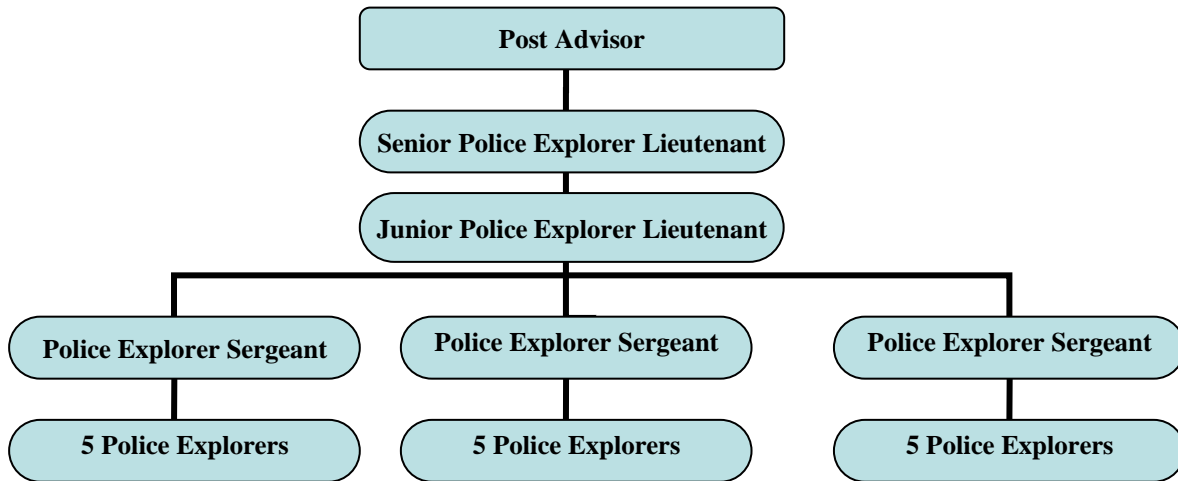 Post Advisor
Senior Police Explorer Lieutenant
Junior Police Explorer Lieutenant
Police Explorer Sergeant
Police Explorer Sergeant
Police Explorer Sergeant
5 Police Explorers
5 Police Explorers
5 Police Explorers